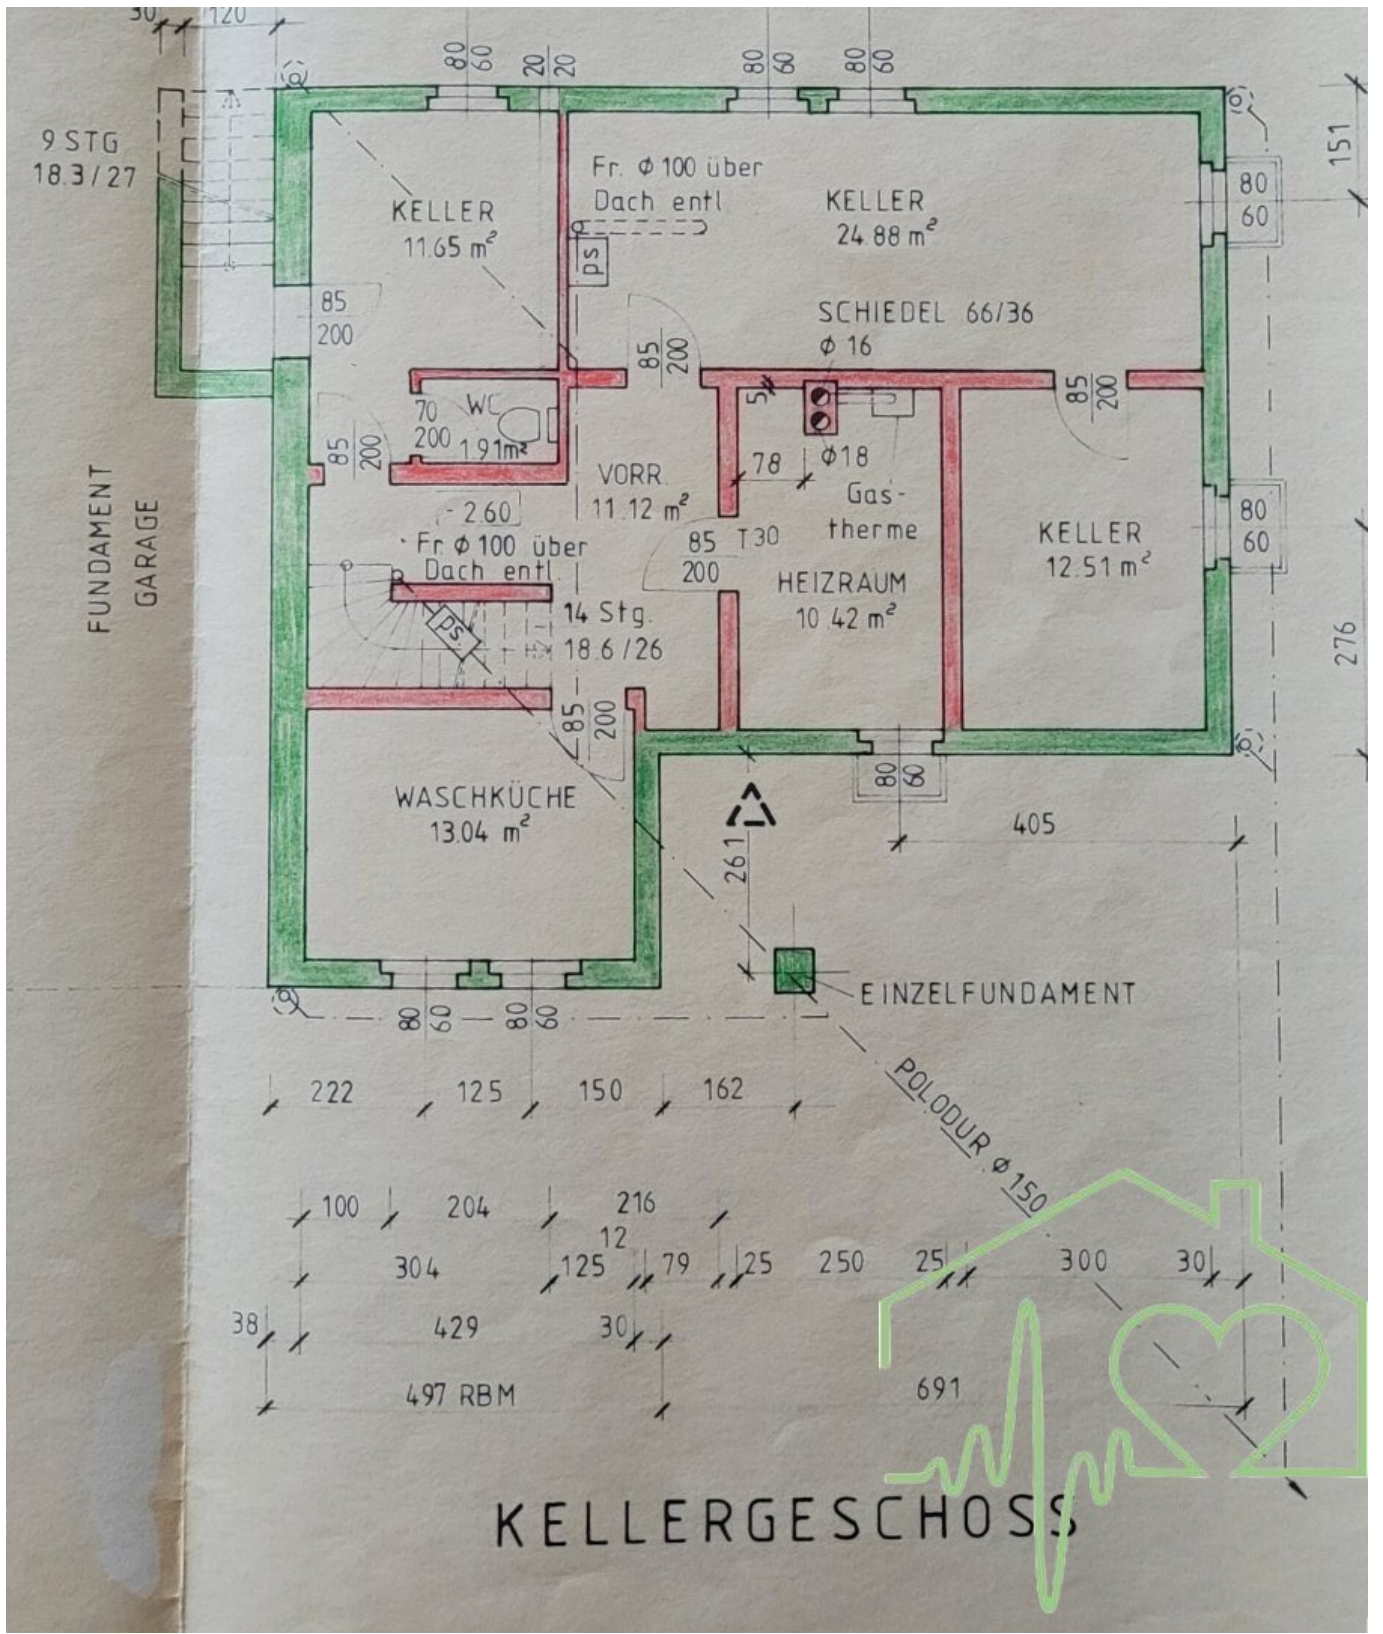 30 120
80
60
20
20
80
60
80
60
9 STG
18.3/27
151
Fr. ϕ 100 über
Dach entl
KELLER
11.65 m²
KELLER
24.88 m²
80
60
ps
85
200
SCHIEDEL 66/36
ϕ 16
85
200
5
85
200
70
200
WC
1.91m²
85
200
78
ϕ18
VORR.
11.12 m²
Gas-
therme
FUNDAMENT
GARAGE
- 2.60
Fr. ϕ 100 über
Dach entl.
85
200
T30
KELLER
12.51 m²
80
60
HEIZRAUM
10.42 m²
ps.
14 Stg.
18.6/26
276
85
200
WASCHKÜCHE
13.04 m²
80
60
405
261
EINZELFUNDAMENT
80
60
80
60
POLODUR ϕ 150
222 125 150 162
100 204 216
12
304 125 79 25 250 25 300 30
38 429 30
497 RBM 691
KELLERGESCHOSS